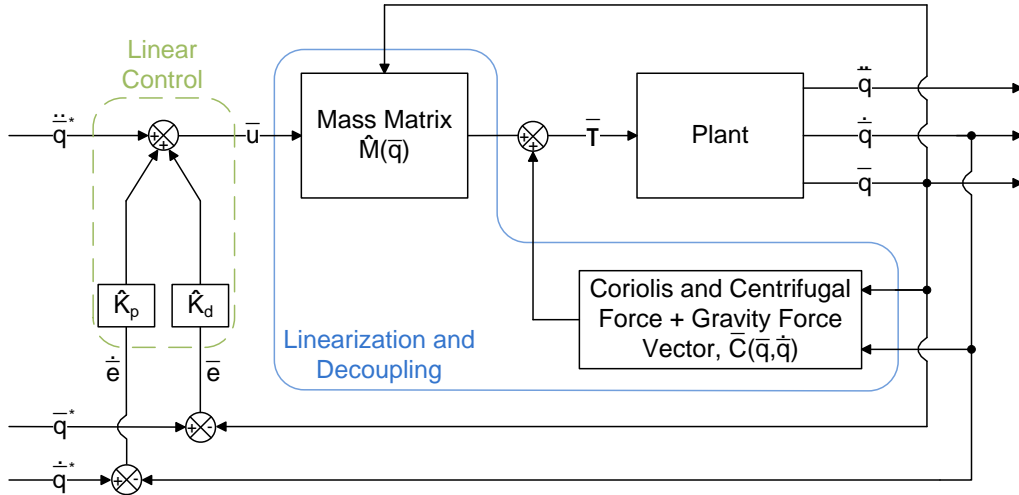 Linear
Control
q̈̅*
u̅
Mass Matrix
M̂(q̅)
T̅
Plant
q̈̅
q̇̅
q̅
K̂p
K̂d
ė̅
e̅
Linearization and
Decoupling
Coriolis and Centrifugal
Force + Gravity Force
Vector, C̅(q̅,q̇̅)
q̅*
q̇̅*
+
+
+
+
+
+
-
+
-